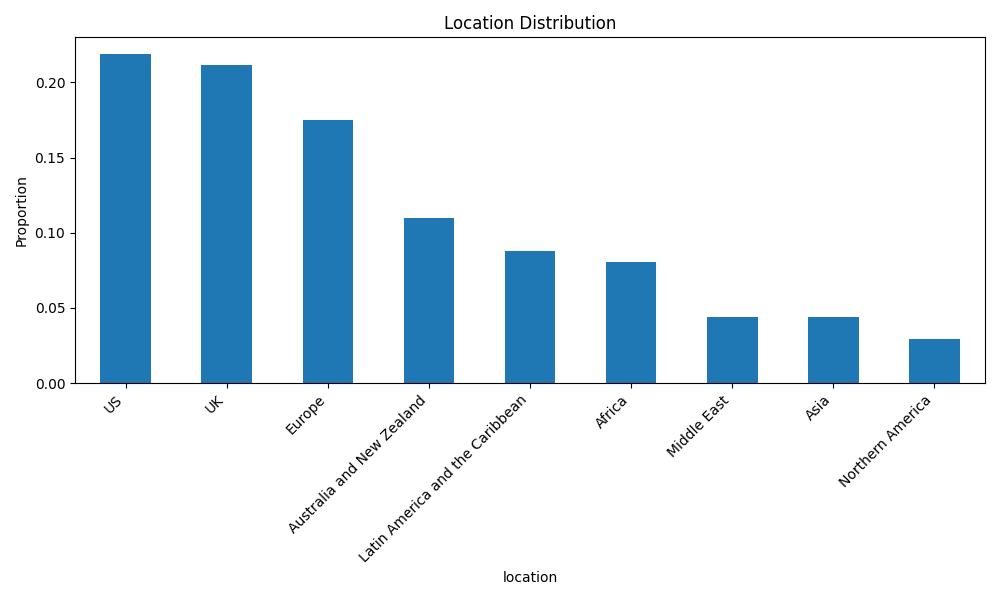 Location Distribution
Proportion
0.20
0.15
0.10
0.05
0.00
US
UK
Europe
Australia and New Zealand
Latin America and the Caribbean
Africa
Middle East
Asia
Northern America
location